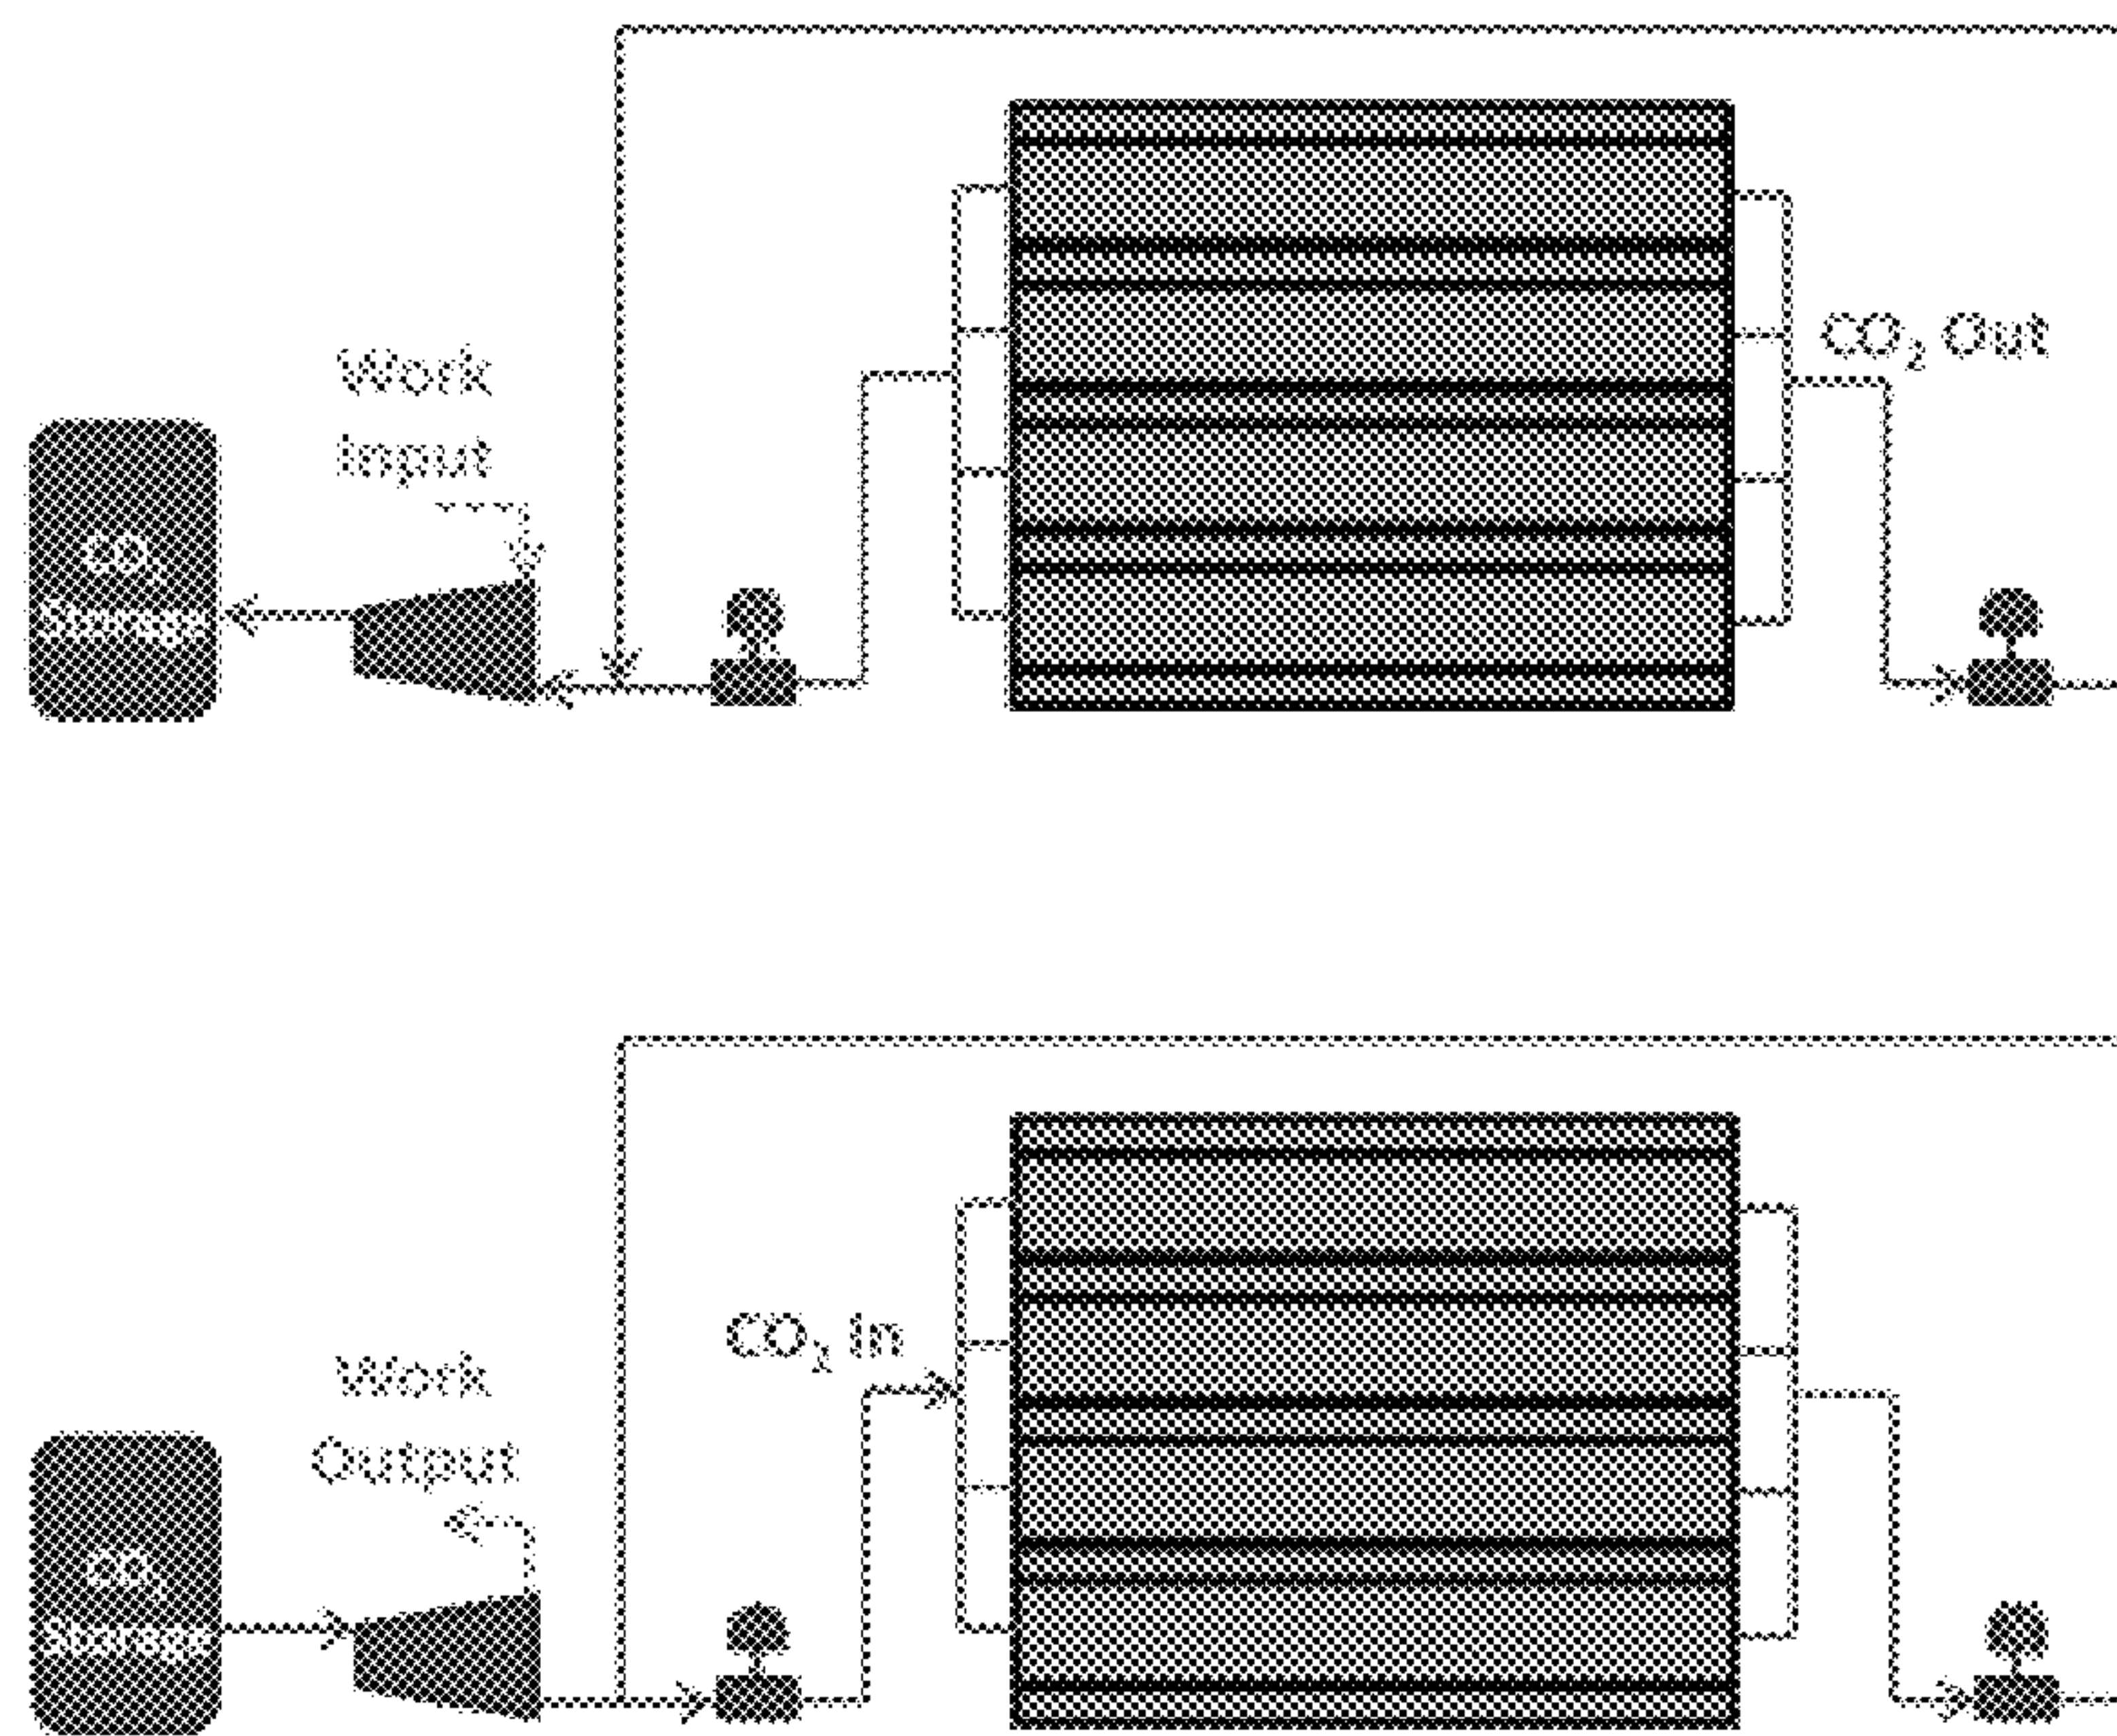 CO₂ Out
Work
Input
CO₂
Storage
CO₂ In
Work
Output
CO₂
Storage